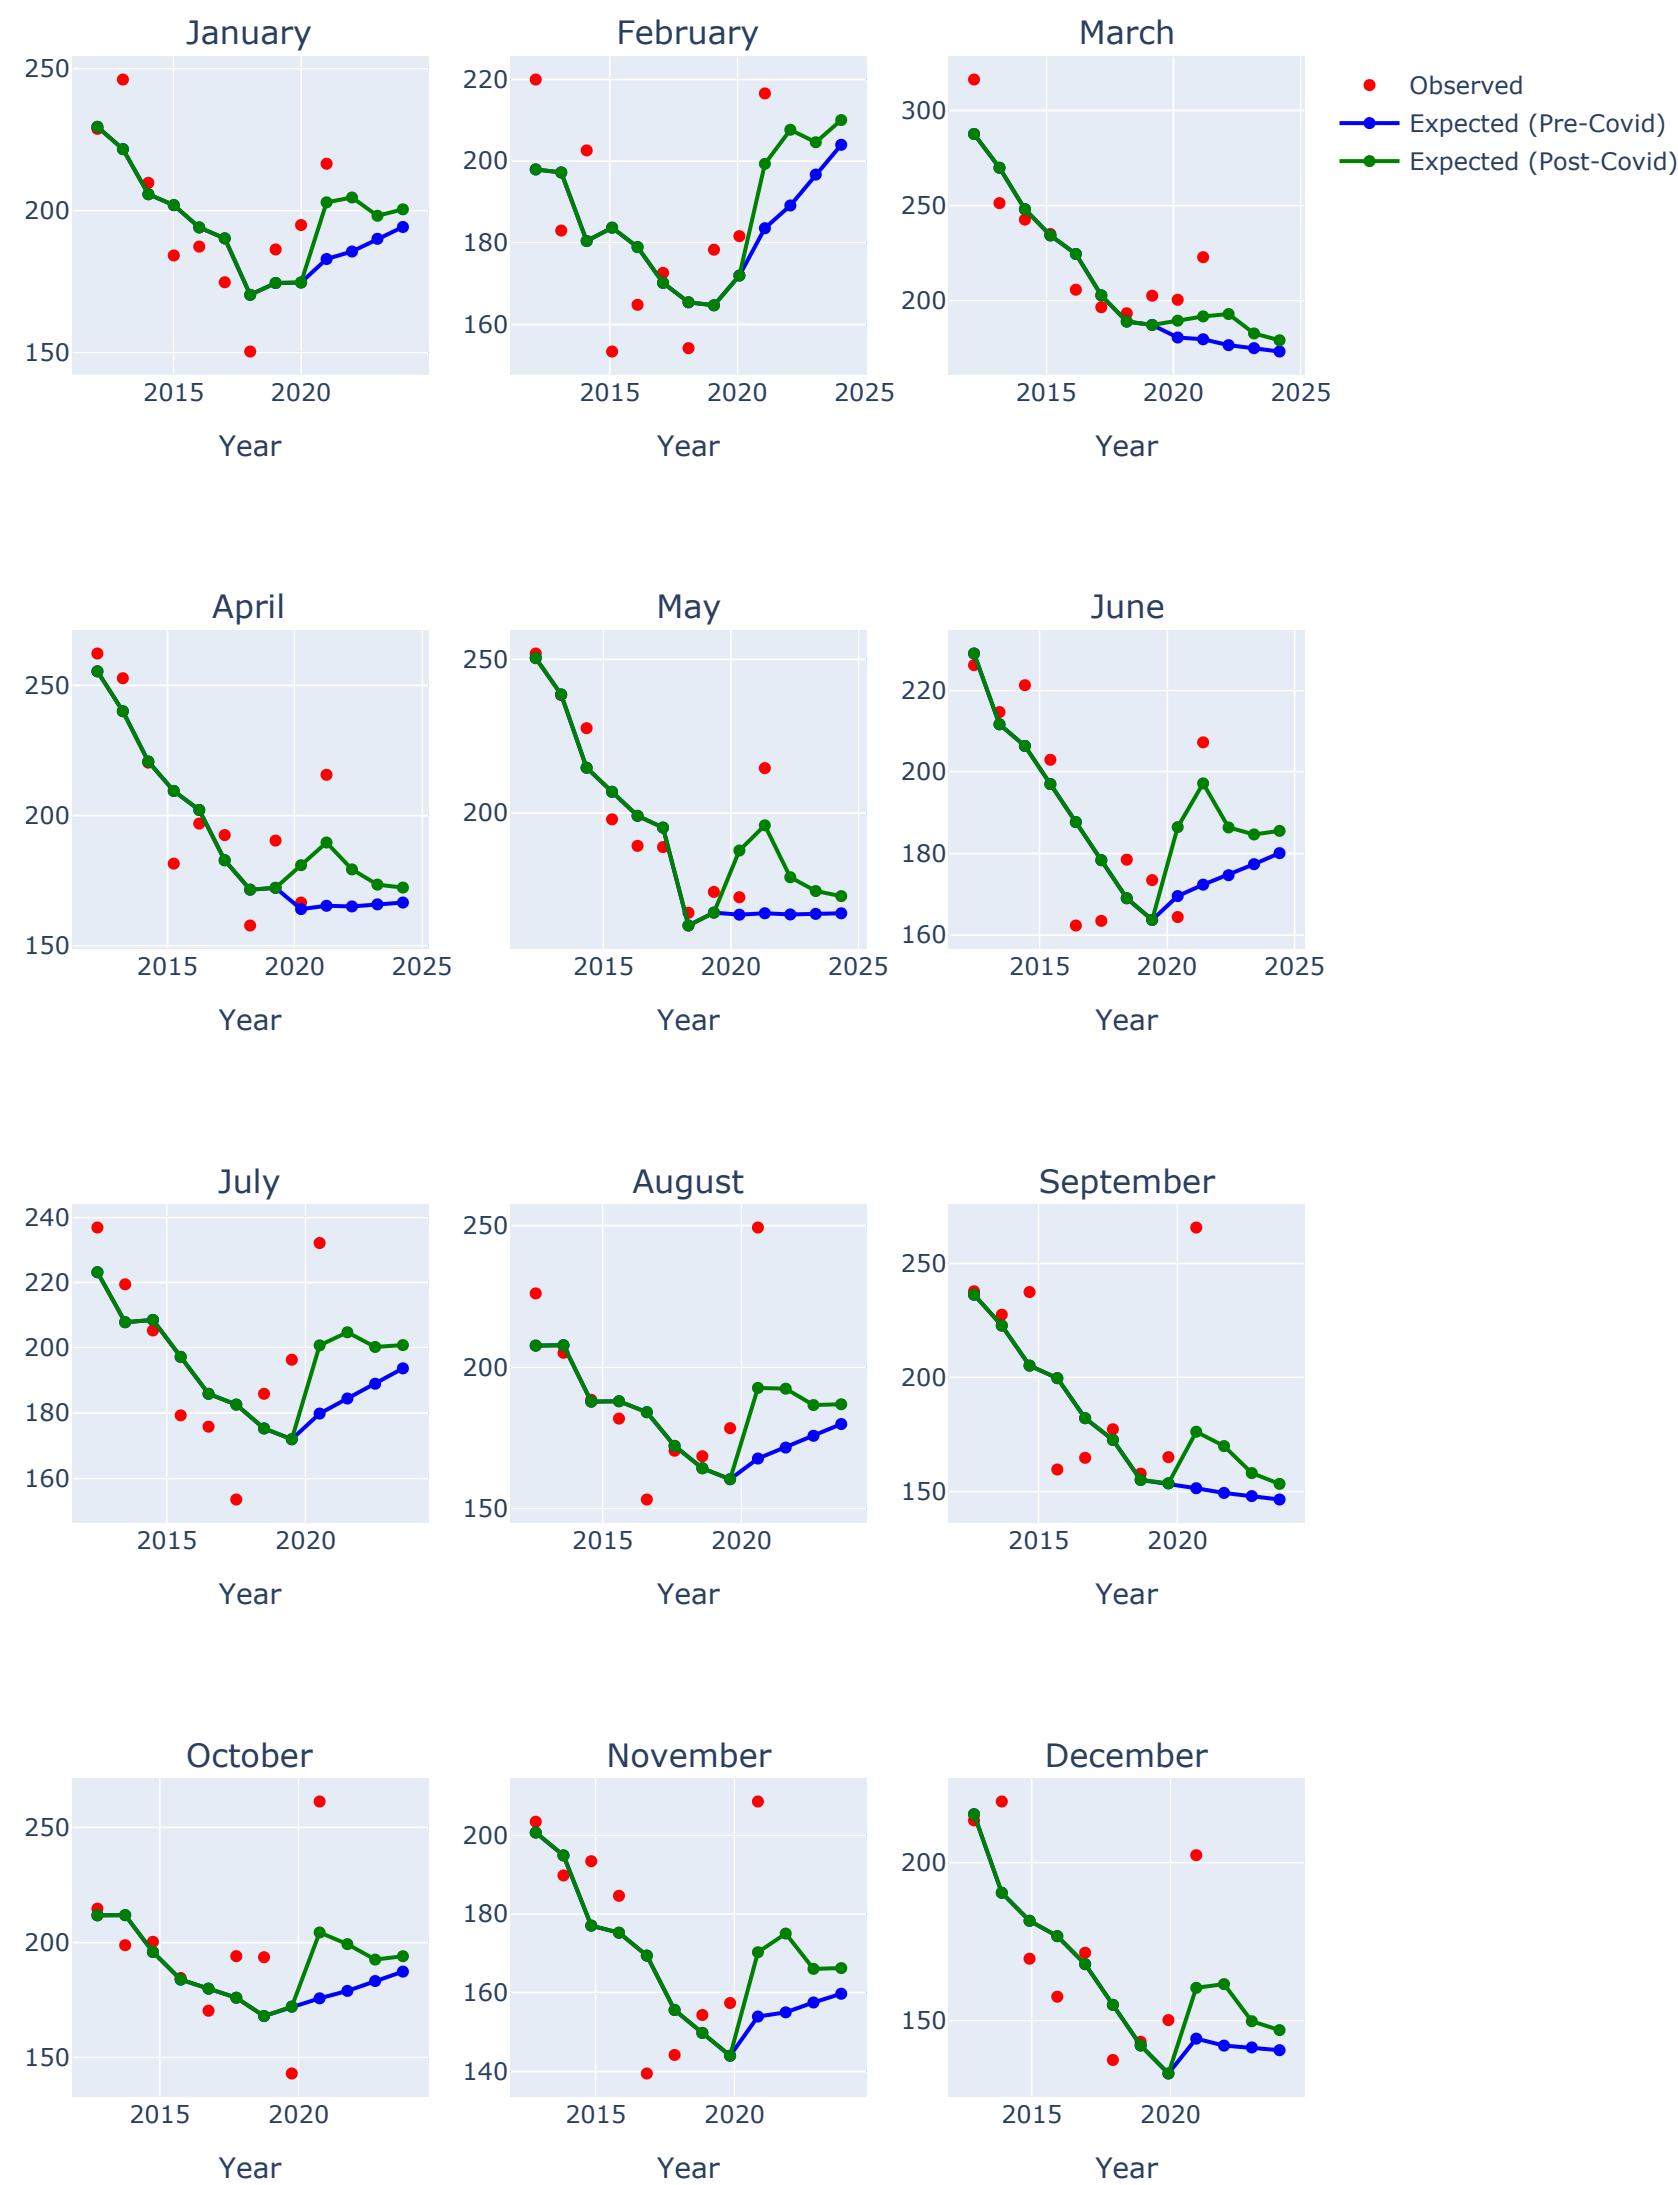 January
February
March
250
200
150
2015
2020
Year
220
200
180
160
2015
2020
2025
Year
300
250
200
2015
2020
2025
Year
Observed
Expected (Pre-Covid)
Expected (Post-Covid)
April
May
June
250
200
150
2015
2020
2025
Year
250
200
2015
2020
2025
Year
220
200
180
160
2015
2020
2025
Year
July
August
September
240
220
200
180
160
2015
2020
Year
250
200
150
2015
2020
Year
250
200
150
2015
2020
Year
October
November
December
250
200
150
2015
2020
Year
200
180
160
140
2015
2020
Year
200
150
2015
2020
Year